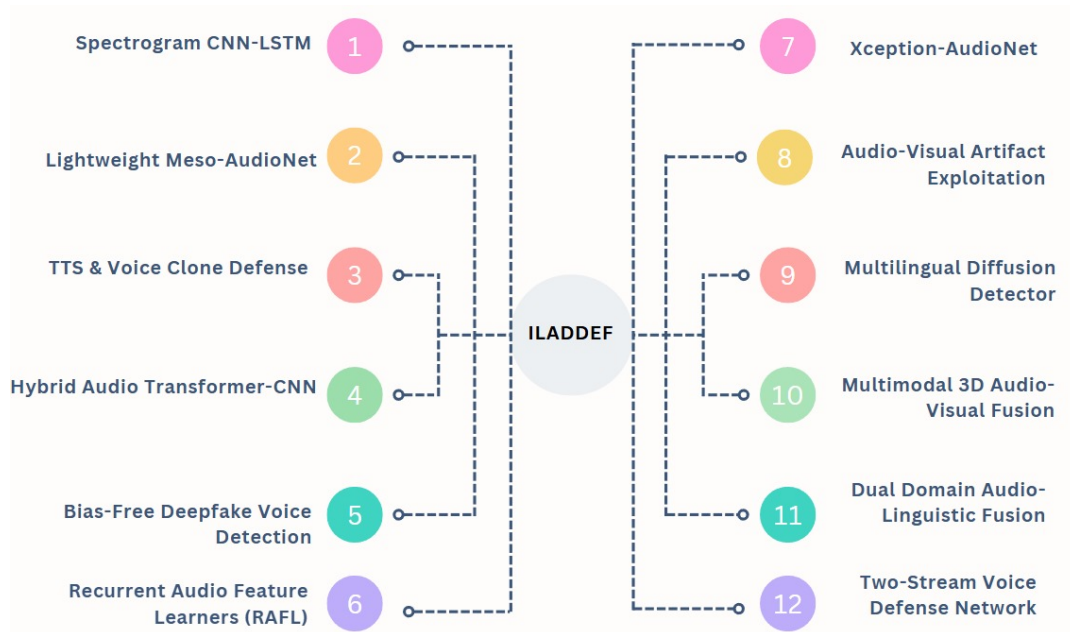 Spectrogram CNN-LSTM
1
Lightweight Meso-AudioNet
2
TTS & Voice Clone Defense
3
Hybrid Audio Transformer-CNN
4
Bias-Free Deepfake Voice
Detection
5
Recurrent Audio Feature
Learners (RAFL)
6
ILADDEF
7
Xception-AudioNet
8
Audio-Visual Artifact
Exploitation
9
Multilingual Diffusion
Detector
10
Multimodal 3D Audio-
Visual Fusion
11
Dual Domain Audio-
Linguistic Fusion
12
Two-Stream Voice
Defense Network